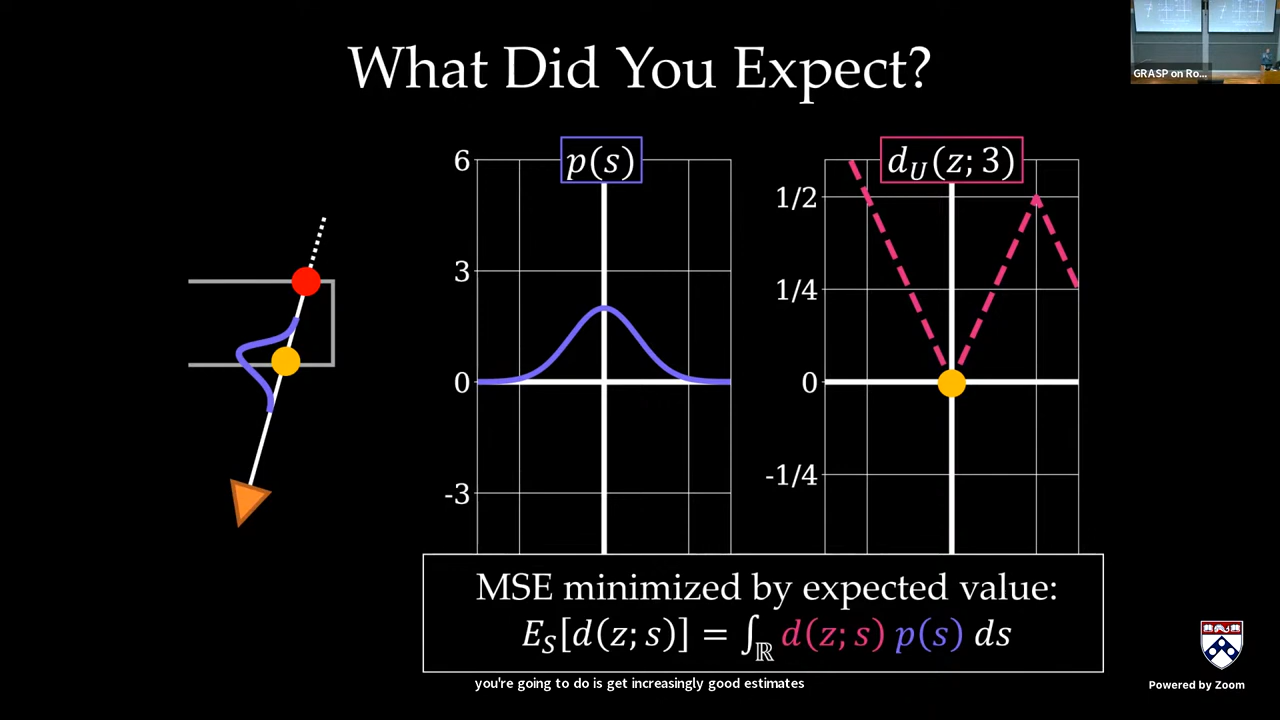 What Did You Expect?
GRASP on Ro...
p(s)
6
3
0
-3
d_U(z; 3)
1/2
1/4
0
-1/4
MSE minimized by expected value:
E_S[d(z; s)] = ∫_ℝ d(z; s) p(s) ds
you're going to do is get increasingly good estimates
Powered by Zoom